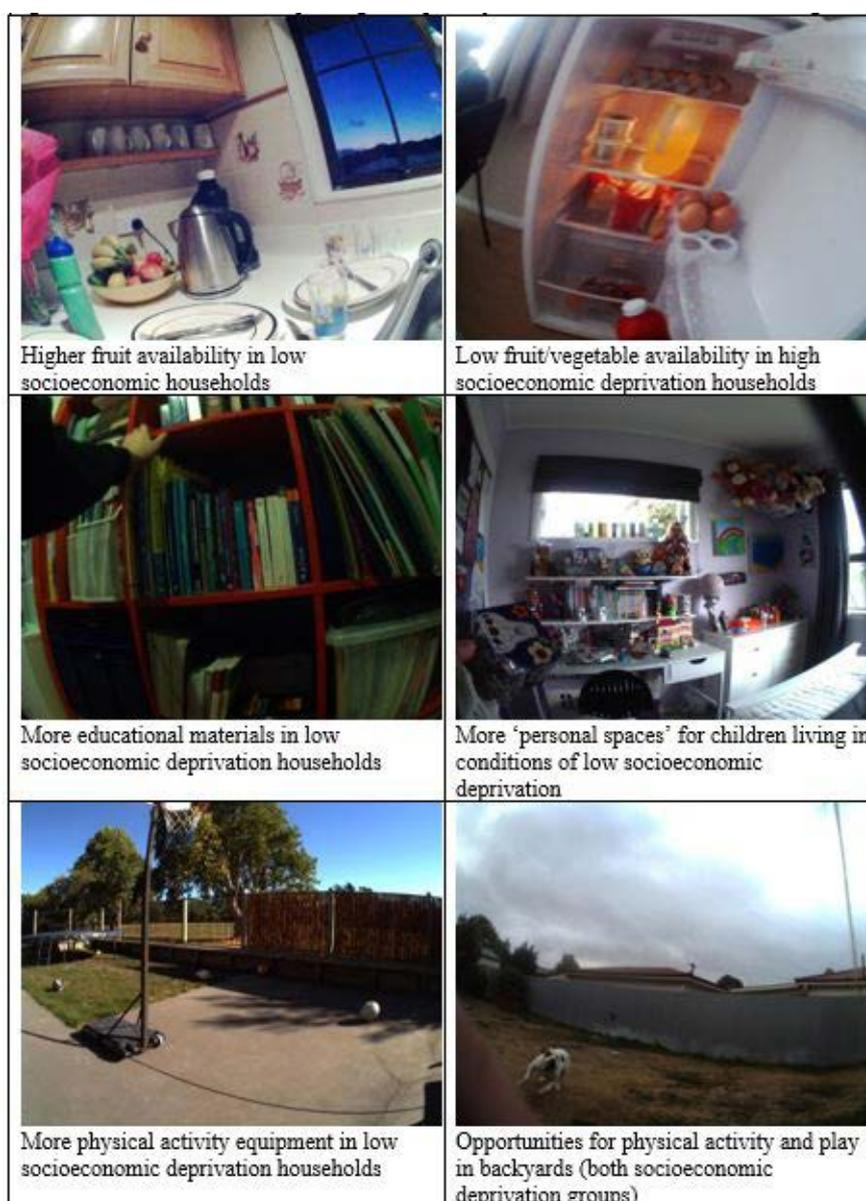 Higher fruit availability in low
socioeconomic households
Low fruit/vegetable availability in high
socioeconomic deprivation households
More educational materials in low
socioeconomic deprivation households
More ‘personal spaces’ for children living in
conditions of low socioeconomic
deprivation
More physical activity equipment in low
socioeconomic deprivation households
Opportunities for physical activity and play
in backyards (both socioeconomic
deprivation groups)